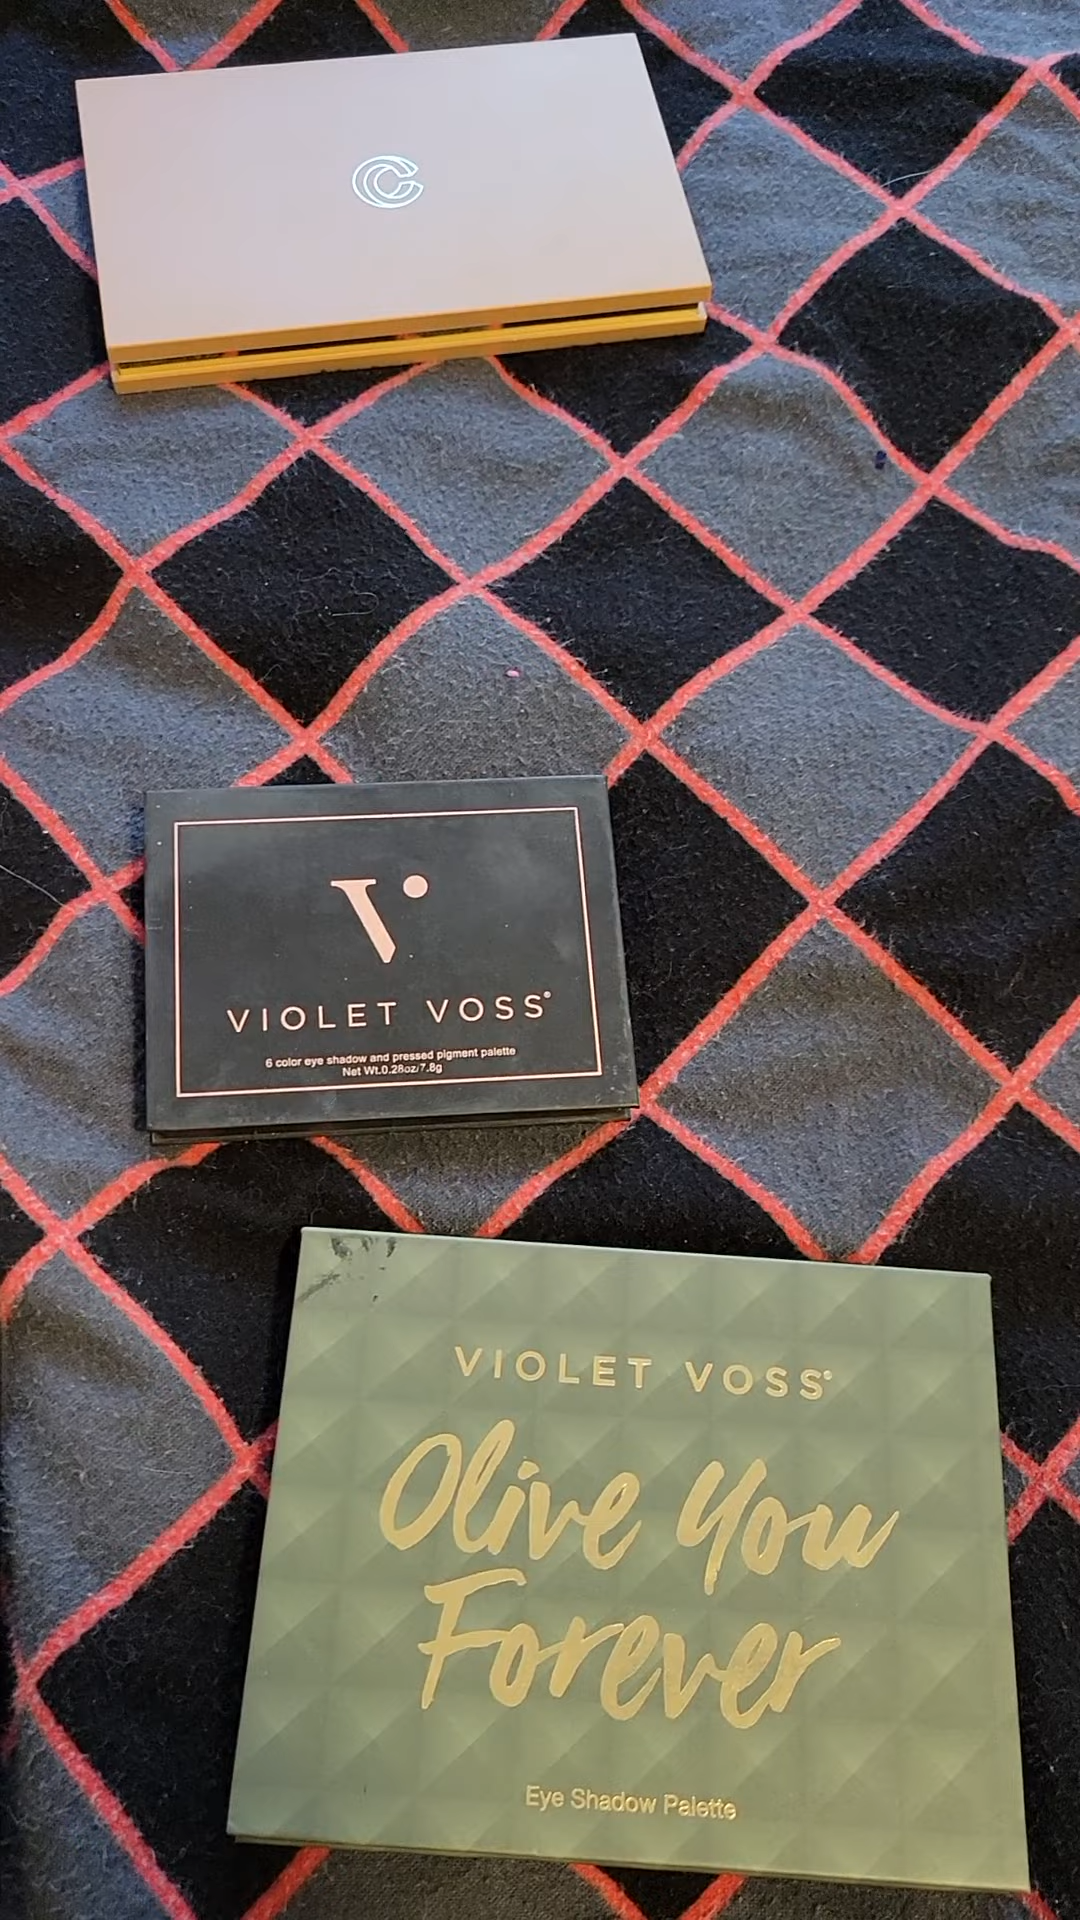 VIOLET VOSS®
6 color eye shadow and pressed pigment palette
Net Wt.0.28oz/7.8g
VIOLET VOSS®
Olive You
Forever
Eye Shadow Palette